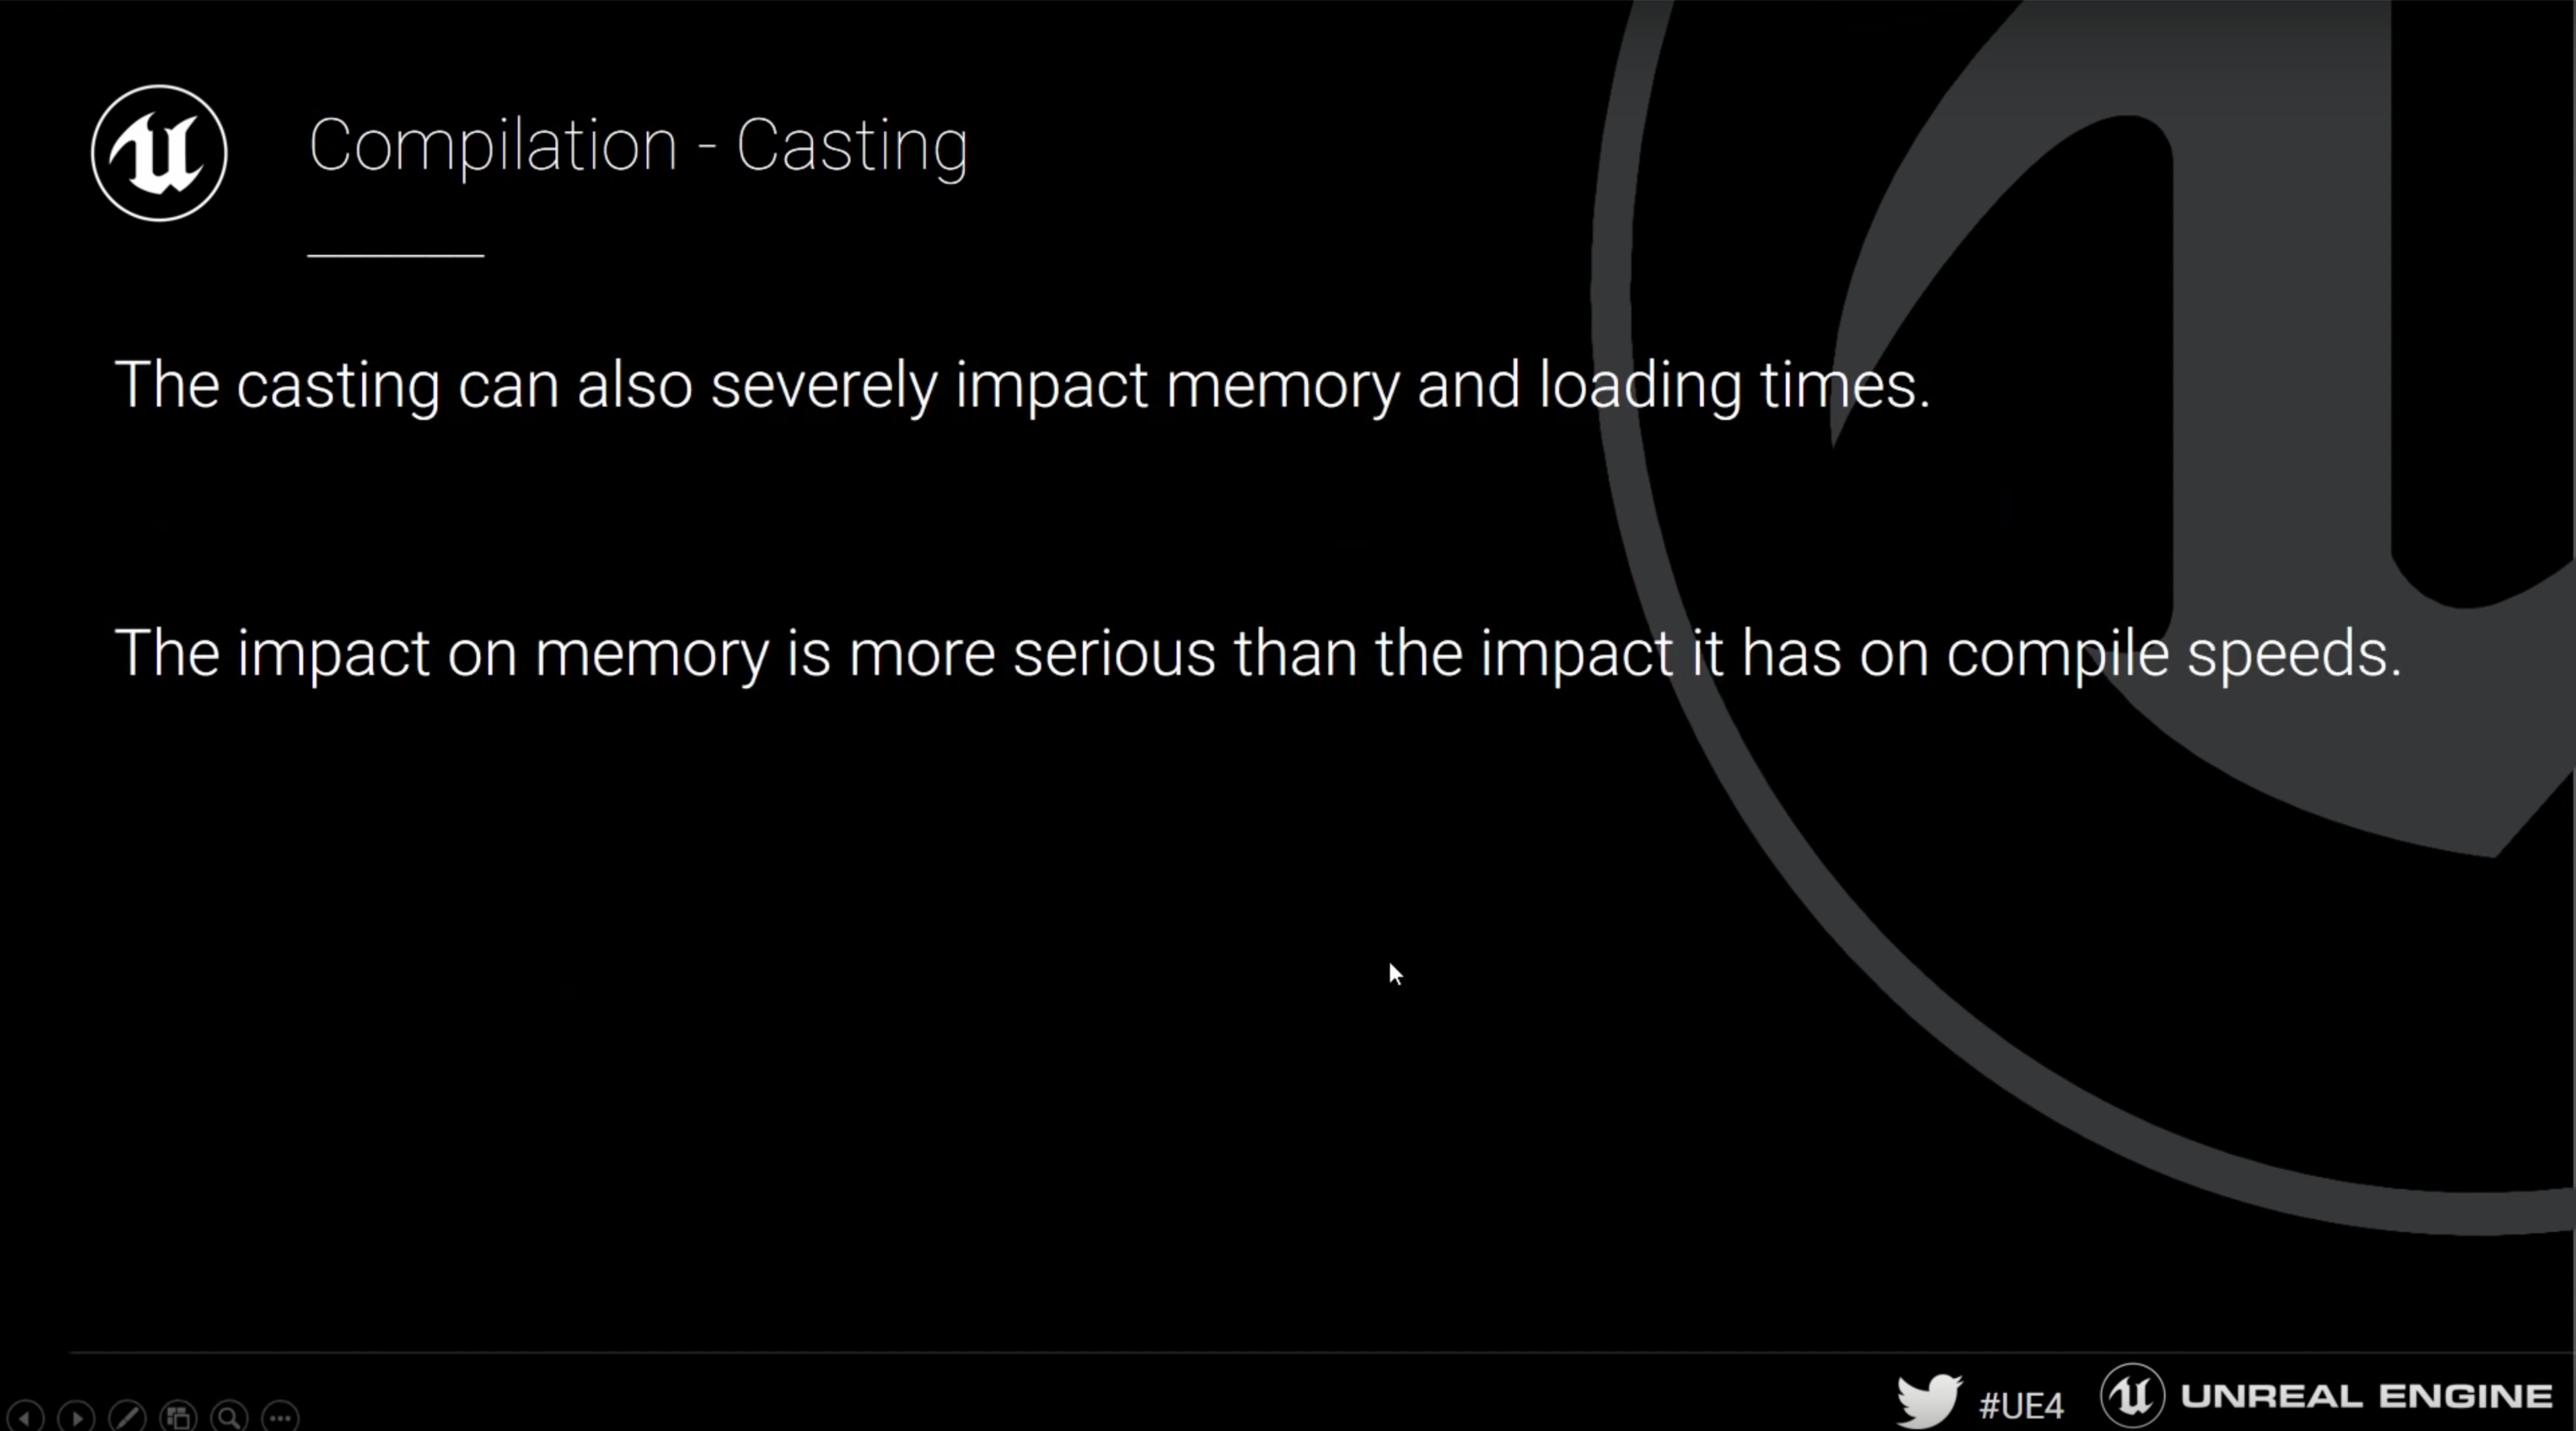 Compilation - Casting
The casting can also severely impact memory and loading times.
The impact on memory is more serious than the impact it has on compile speeds.
#UE4 UNREAL ENGINE